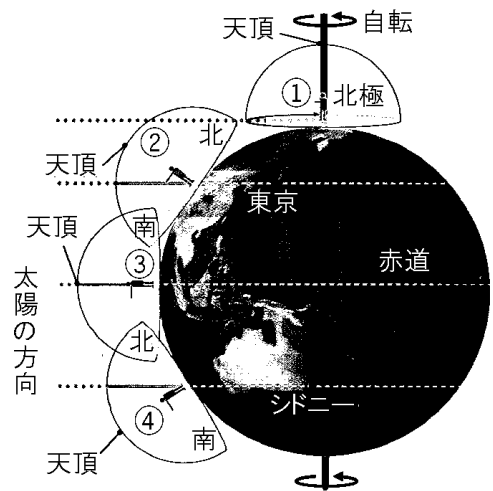 天頂
自転
①
北極
②
北
天頂
東京
天頂
南
③
赤道
太陽の方向
北
シドニー
④
南
天頂